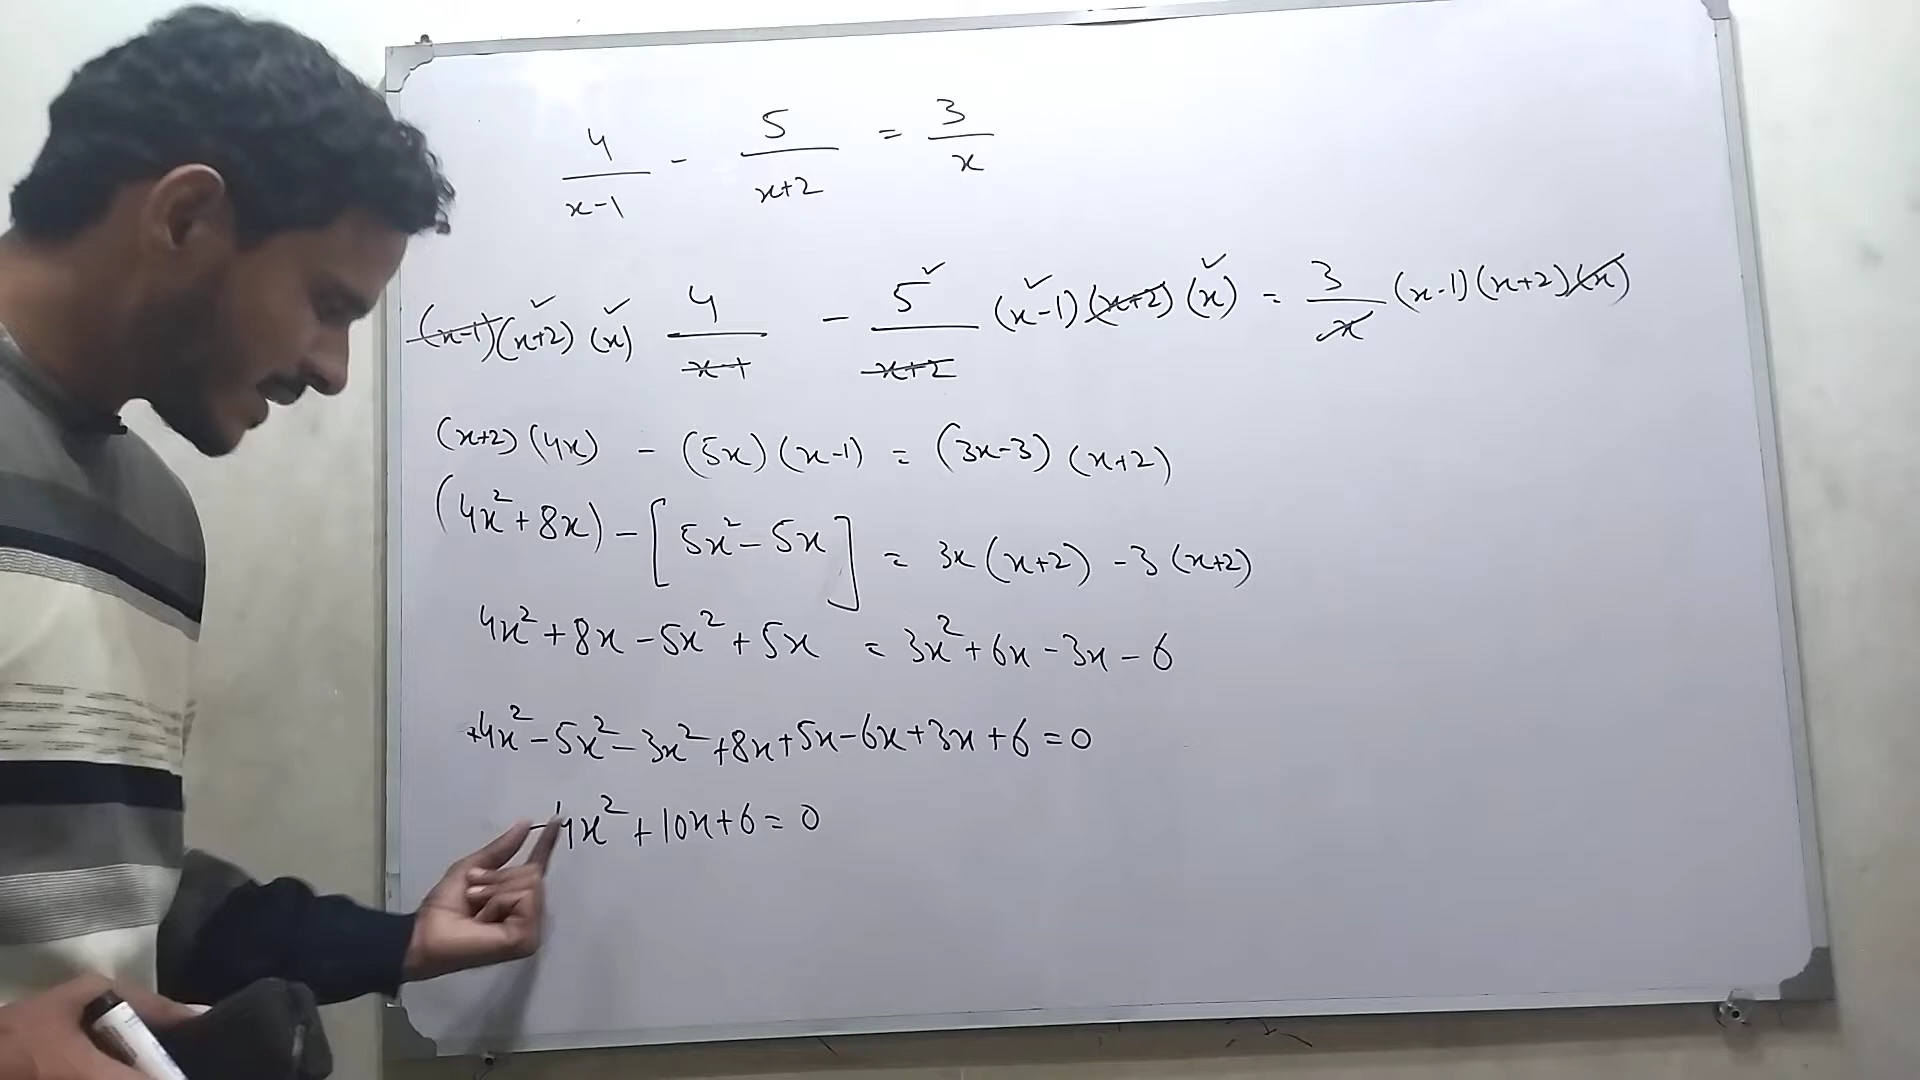 4/(x-1) - 5/(x+2) = 3/x
(x-1)(x+2)(x) 4/(x-1) - 5/(x+2) (x-1)(x+2)(x) = 3/x (x-1)(x+2)(x)
(x+2)(4x) - (5x)(x-1) = (3x-3)(x+2)
(4x²+8x) - [5x²-5x] = 3x(x+2) -3(x+2)
4x²+8x-5x²+5x = 3x²+6x-3x-6
+4x²-5x²-3x²+8x+5x-6x+3x+6=0
-4x²+10x+6=0